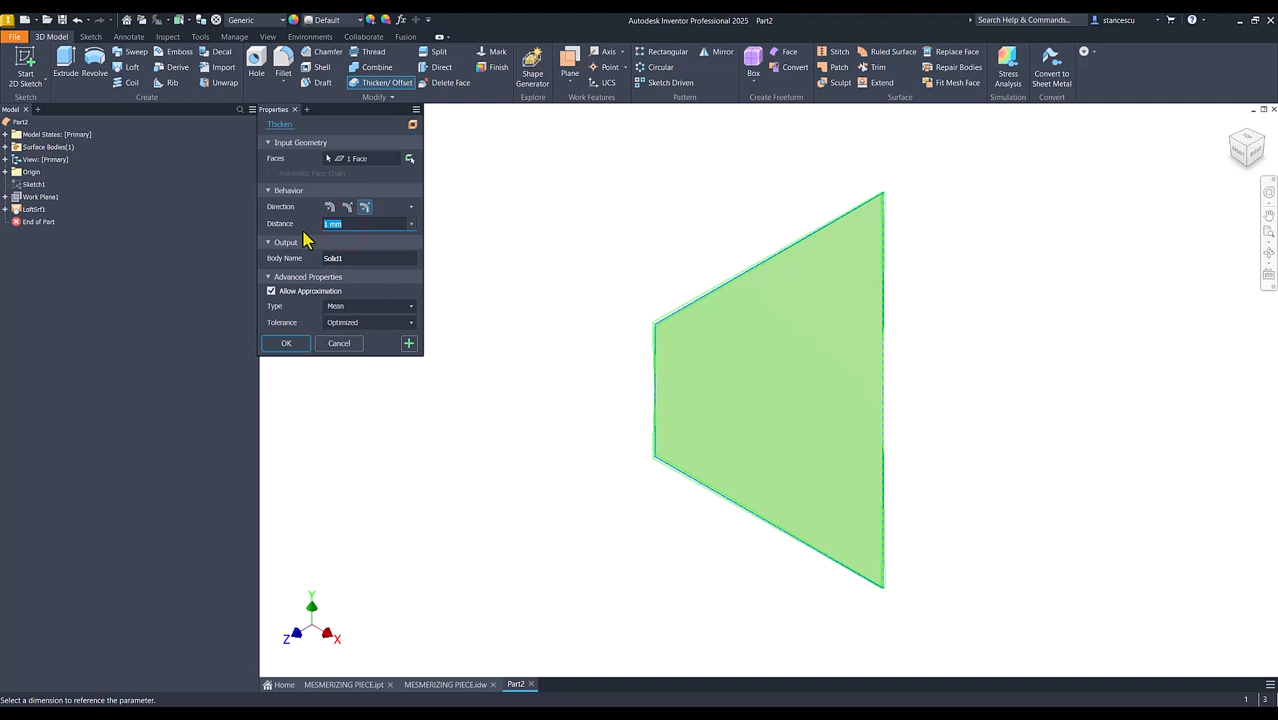 Generic
Default
Autodesk Inventor Professional 2025 Part2
Search Help & Commands...
stancescu
File
3D Model
Sketch
Annotate
Inspect
Tools
Manage
View
Environments
Collaborate
Fusion
Start
2D Sketch
Extrude
Revolve
Sweep
Loft
Coil
Emboss
Derive
Rib
Decal
Import
Unwrap
Hole
Fillet
Chamfer
Shell
Draft
Thread
Combine
Thicken/ Offset
Split
Direct
Delete Face
Mark
Finish
Shape
Generator
Plane
Axis
Point
UCS
Rectangular
Circular
Sketch Driven
Mirror
Box
Face
Convert
Stitch
Patch
Sculpt
Ruled Surface
Trim
Extend
Replace Face
Repair Bodies
Fit Mesh Face
Stress
Analysis
Convert to
Sheet Metal
Sketch
Create
Modify
Explore
Work Features
Pattern
Create Freeform
Surface
Simulation
Convert
Model
Part2
Model States: [Primary]
Surface Bodies(1)
View: [Primary]
Origin
Sketch1
Work Plane1
LoftSrf1
End of Part
Properties
Thicken
Input Geometry
Faces 1 Face
Automatic Face Chain
Behavior
Direction
Distance 1 mm
Output
Body Name Solid1
Advanced Properties
Allow Approximation
Type Mean
Tolerance Optimized
OK Cancel
FRONT RIGHT
Y
Z X
Home MESMERIZING PIECE.ipt MESMERIZING PIECE.idw Part2
Select a dimension to reference the parameter. 1 3